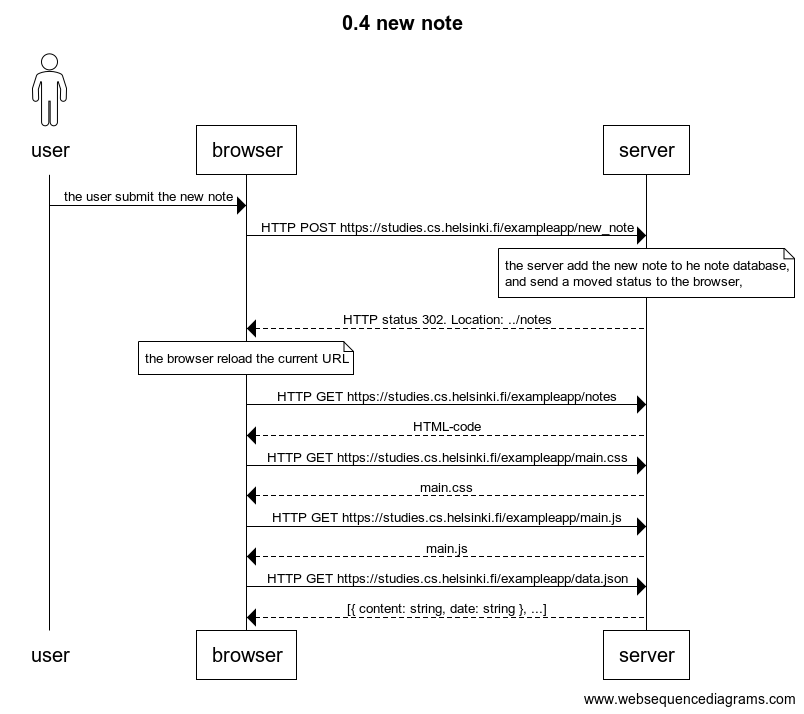 0.4 new note
user
browser
server
the user submit the new note
HTTP POST https://studies.cs.helsinki.fi/exampleapp/new_note
the server add the new note to he note database,
and send a moved status to the browser,
HTTP status 302. Location: ../notes
the browser reload the current URL
HTTP GET https://studies.cs.helsinki.fi/exampleapp/notes
HTML-code
HTTP GET https://studies.cs.helsinki.fi/exampleapp/main.css
main.css
HTTP GET https://studies.cs.helsinki.fi/exampleapp/main.js
main.js
HTTP GET https://studies.cs.helsinki.fi/exampleapp/data.json
[{ content: string, date: string }, ...]
user
browser
server
www.websequencediagrams.com